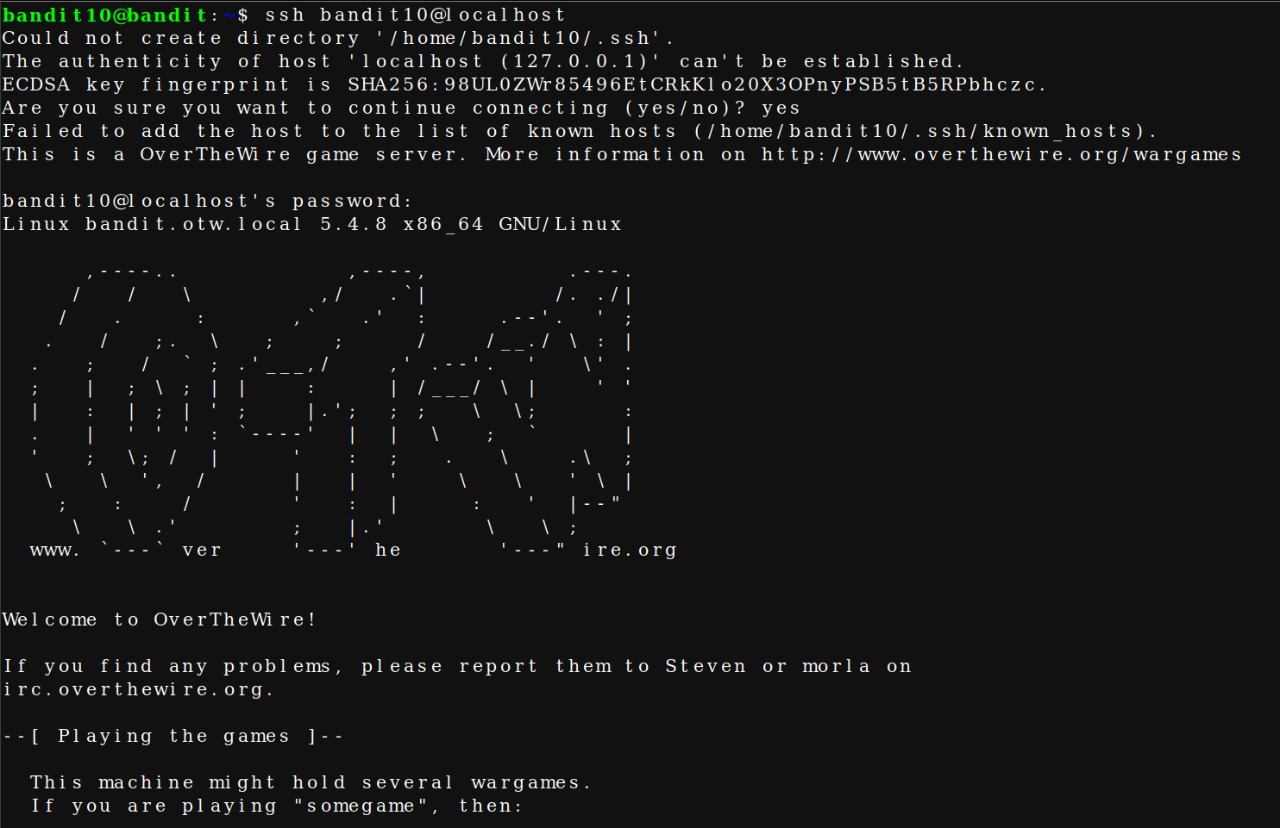 bandit10@bandit:~$ ssh bandit10@localhost
Could not create directory '/home/bandit10/.ssh'.
The authenticity of host 'localhost (127.0.0.1)' can't be established.
ECDSA key fingerprint is SHA256:98UL0ZWr85496EtCRkKlo20X3OPnyPSB5tB5RPbhczc.
Are you sure you want to continue connecting (yes/no)? yes
Failed to add the host to the list of known hosts (/home/bandit10/.ssh/known_hosts).
This is a OverTheWire game server. More information on http://www.overthewire.org/wargames
bandit10@localhost's password:
Linux bandit.otw.local 5.4.8 x86_64 GNU/Linux
www. ver he ire.org
Welcome to OverTheWire!
If you find any problems, please report them to Steven or morla on
irc.overthewire.org.
--[ Playing the games ]--
This machine might hold several wargames.
If you are playing "somegame", then: